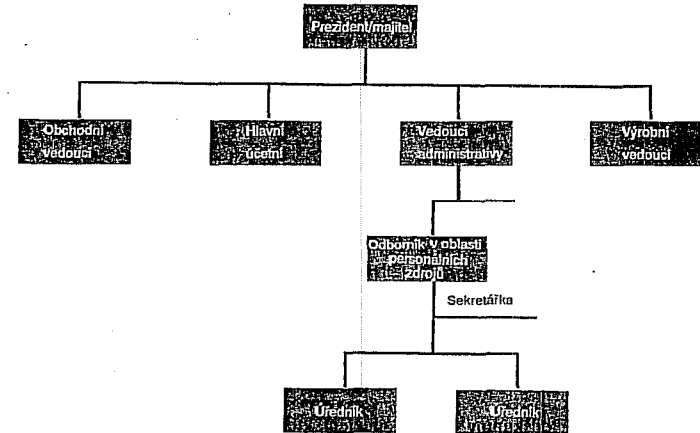 Prezident/majitel
Obchodní
vedoucí
Hlavní
účetní
Vedoucí
administrativy
Výrobní
vedoucí
Odborník v oblasti
personálních
zdrojů
Sekretářka
Úředník
Úředník